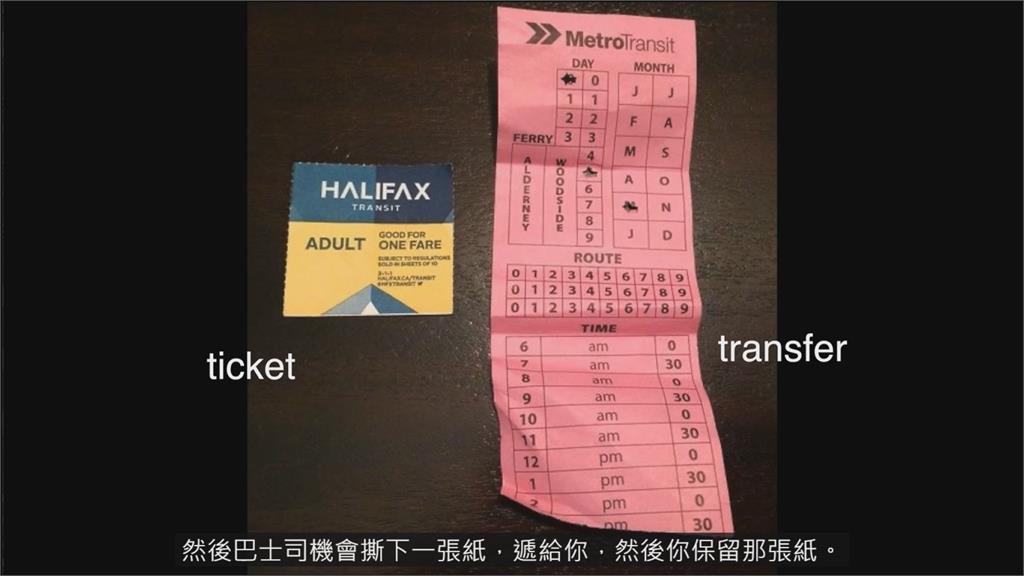 HALIFAX
TRANSIT
ADULT
GOOD FOR
ONE FARE
SUBJECT TO REGULATIONS
SOLD IN SHEETS OF 10
3-1-1
HALIFAX.CA/TRANSIT
@HFXTRANSIT
ticket
MetroTransit
DAY MONTH
0 J J
1 1
2 2 F A
FERRY 3 3
4 M S
ALDERNEY WOODSIDE
6 A O
7 N
8
9 J D
ROUTE
0 1 2 3 4 5 6 7 8 9
0 1 2 3 4 5 6 7 8 9
0 1 2 3 4 5 6 7 8 9
TIME
6 am 0
7 am 30
8 am 0
9 am 30
10 am 0
11 am 30
12 pm 0
1 pm 30
2 pm 0
pm 30
transfer
然後巴士司機會撕下一張紙，遞給你，然後你保留那張紙。